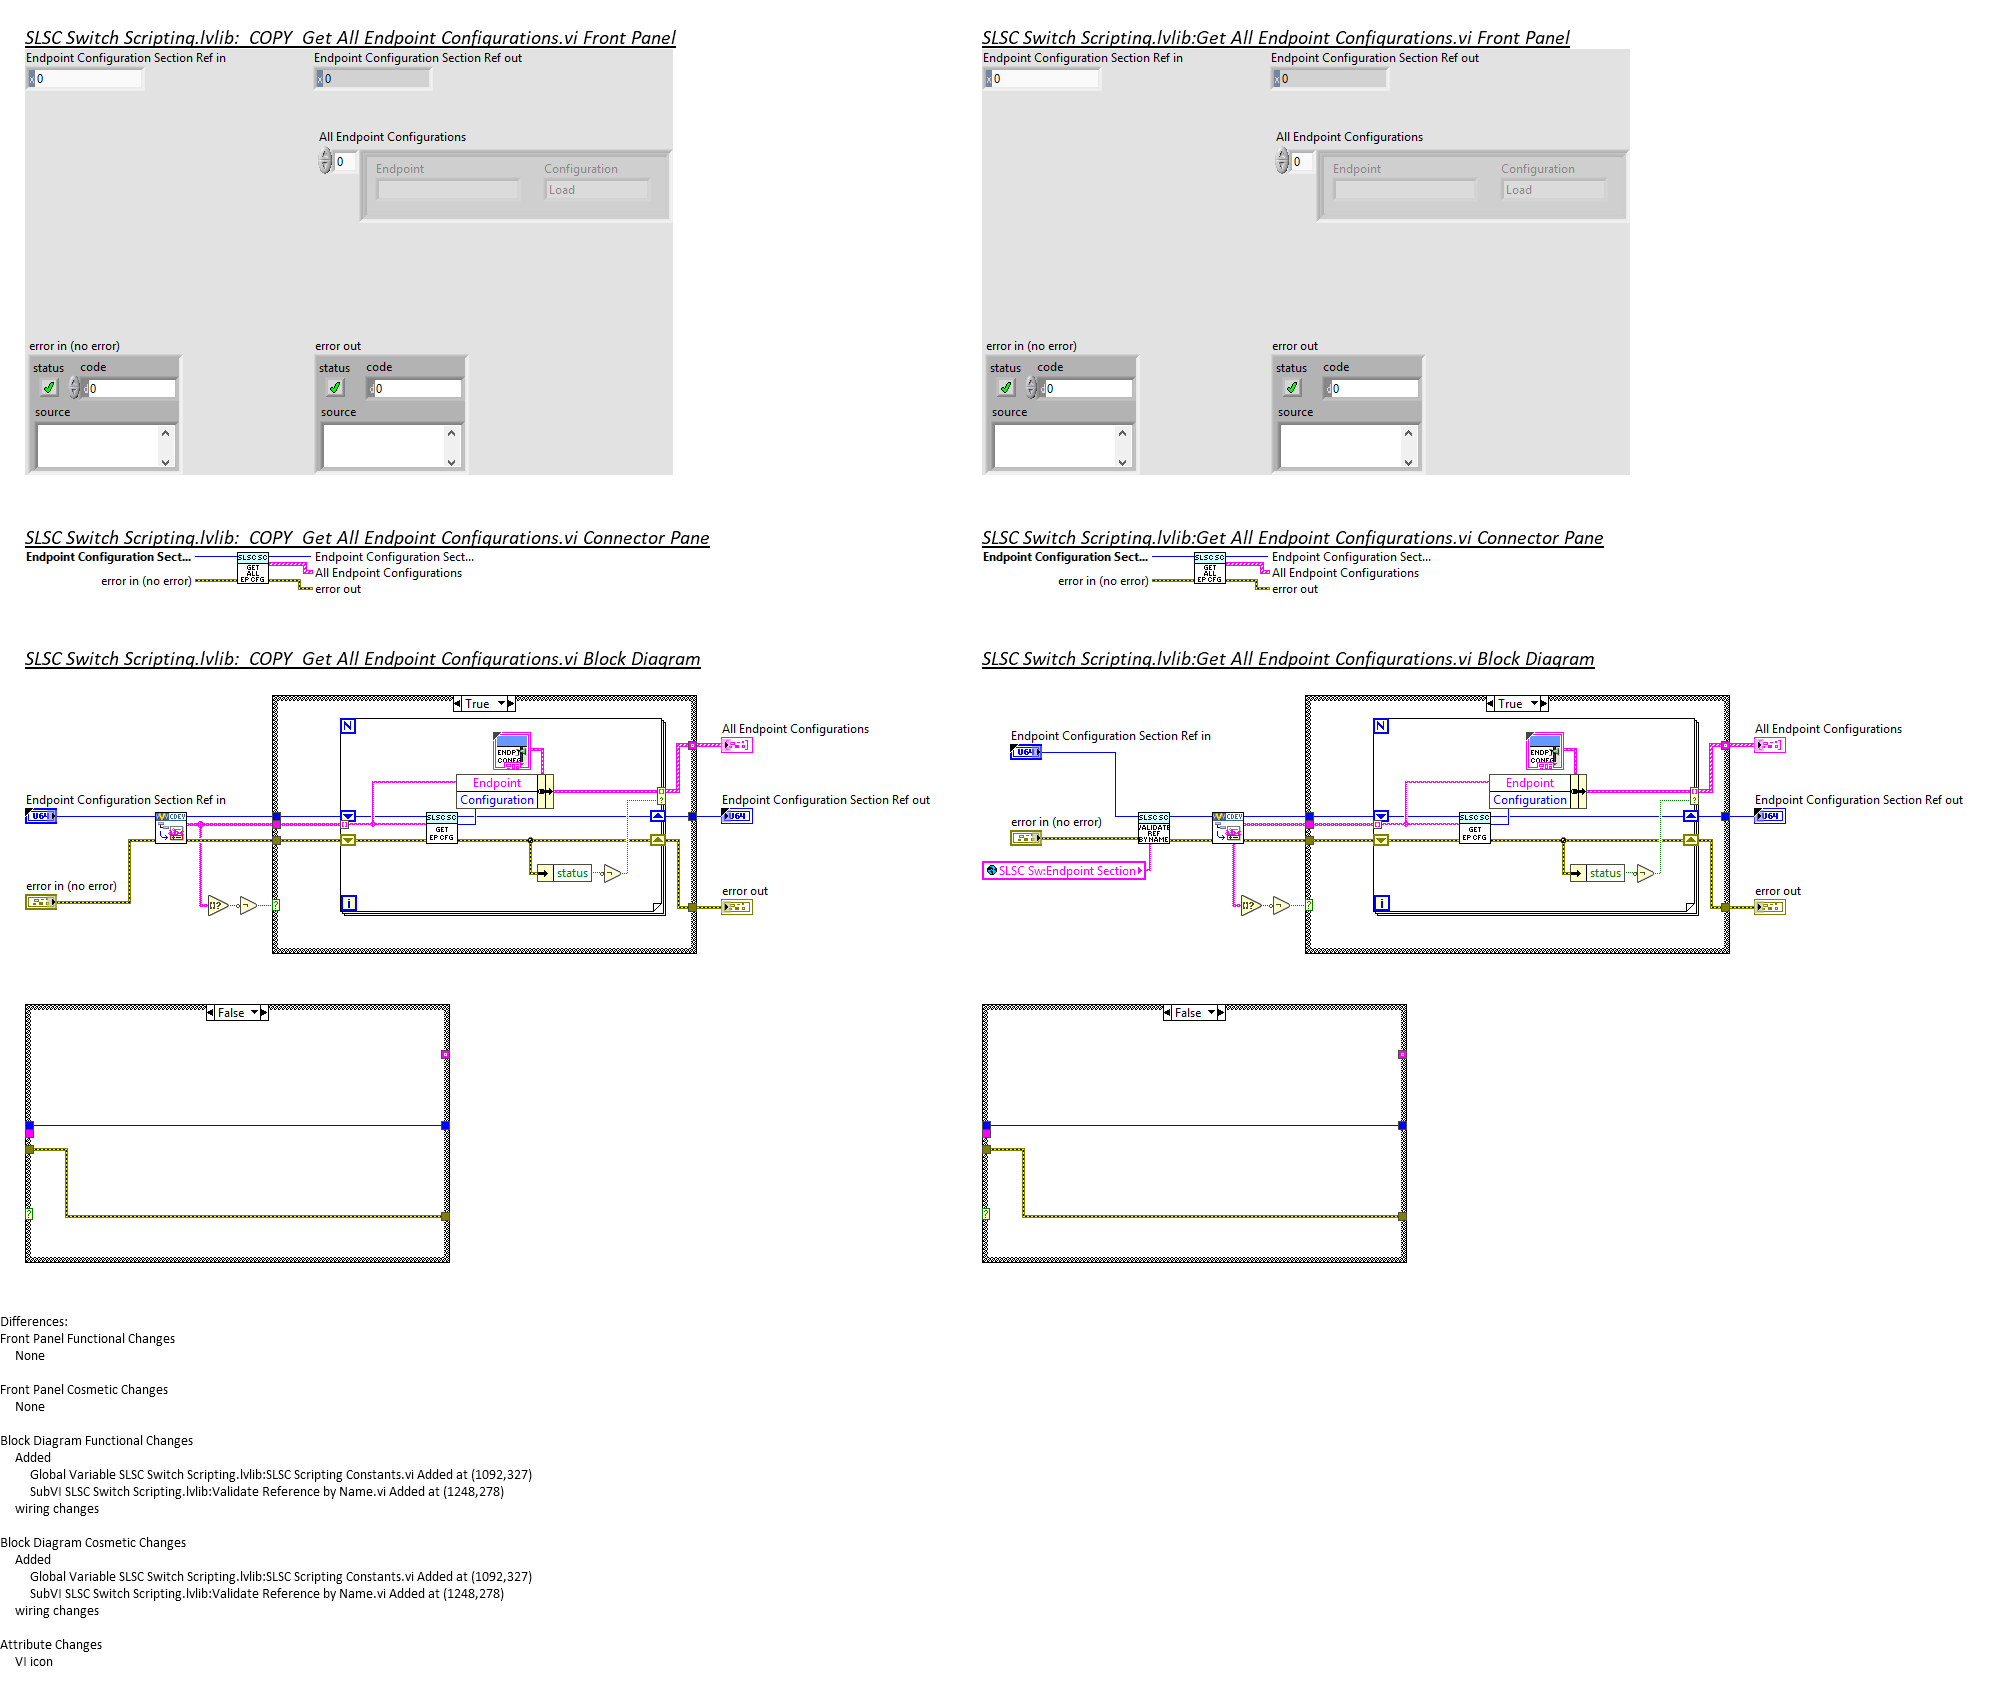 SLSC Switch Scripting.lvlib:_COPY_Get All Endpoint Configurations.vi Front Panel
Endpoint Configuration Section Ref in
Endpoint Configuration Section Ref out
x 0
x 0
All Endpoint Configurations
0
Endpoint
Configuration
Load
error in (no error)
error out
status
code
status
code
d 0
d 0
source
source
SLSC Switch Scripting.lvlib:Get All Endpoint Configurations.vi Front Panel
Endpoint Configuration Section Ref in
Endpoint Configuration Section Ref out
x 0
x 0
All Endpoint Configurations
0
Endpoint
Configuration
Load
error in (no error)
error out
status
code
status
code
d 0
d 0
source
source
SLSC Switch Scripting.lvlib:_COPY_Get All Endpoint Configurations.vi Connector Pane
Endpoint Configuration Sect...
SLSC SC
GET
ALL
EP CFG
Endpoint Configuration Sect...
All Endpoint Configurations
error in (no error)
error out
SLSC Switch Scripting.lvlib:Get All Endpoint Configurations.vi Connector Pane
Endpoint Configuration Sect...
SLSC SC
GET
ALL
EP CFG
Endpoint Configuration Sect...
All Endpoint Configurations
error in (no error)
error out
SLSC Switch Scripting.lvlib:_COPY_Get All Endpoint Configurations.vi Block Diagram
True
N
ENDPT
CONFG
All Endpoint Configurations
Endpoint
Configuration
Endpoint Configuration Section Ref in
Endpoint Configuration Section Ref out
U64
CDEV
SLSC SC
GET
EP CFG
U64
status
error in (no error)
error out
i
False
SLSC Switch Scripting.lvlib:Get All Endpoint Configurations.vi Block Diagram
True
N
ENDPT
CONFG
All Endpoint Configurations
Endpoint Configuration Section Ref in
U64
Endpoint
Configuration
Endpoint Configuration Section Ref out
error in (no error)
SLSC SC
VALIDATE
REF
BY NAME
CDEV
SLSC SC
GET
EP CFG
U64
SLSC Sw:Endpoint Section
status
error out
i
False
Differences:
Front Panel Functional Changes
None
Front Panel Cosmetic Changes
None
Block Diagram Functional Changes
Added
Global Variable SLSC Switch Scripting.lvlib:SLSC Scripting Constants.vi Added at (1092,327)
SubVI SLSC Switch Scripting.lvlib:Validate Reference by Name.vi Added at (1248,278)
wiring changes
Block Diagram Cosmetic Changes
Added
Global Variable SLSC Switch Scripting.lvlib:SLSC Scripting Constants.vi Added at (1092,327)
SubVI SLSC Switch Scripting.lvlib:Validate Reference by Name.vi Added at (1248,278)
wiring changes
Attribute Changes
VI icon